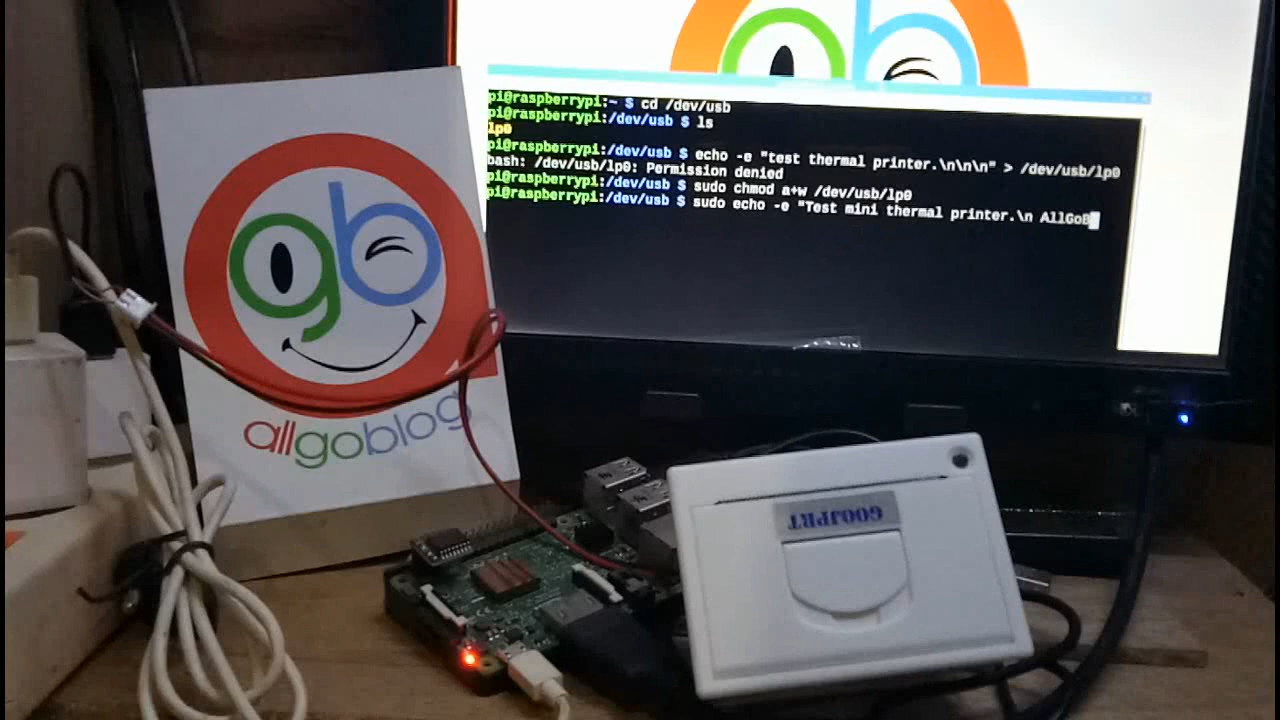 gb
pi@raspberrypi:~ $ cd /dev/usb
pi@raspberrypi:/dev/usb $ ls
lp0
pi@raspberrypi:/dev/usb $ echo -e "test thermal printer.\n\n\n" > /dev/usb/lp0
bash: /dev/usb/lp0: Permission denied
pi@raspberrypi:/dev/usb $ sudo chmod a+w /dev/usb/lp0
pi@raspberrypi:/dev/usb $ sudo echo -e "Test mini thermal printer.\n AllGoB
gb
allgoblog
GOOJPRT